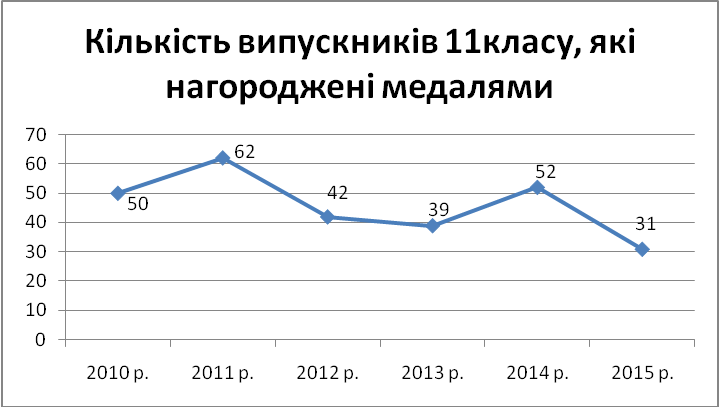 Кількість випускників 11класу, які
нагороджені медалями
70
60
50
40
30
20
10
0
50
62
42
39
52
31
2010 р.
2011 р.
2012 р.
2013 р.
2014 р.
2015 р.